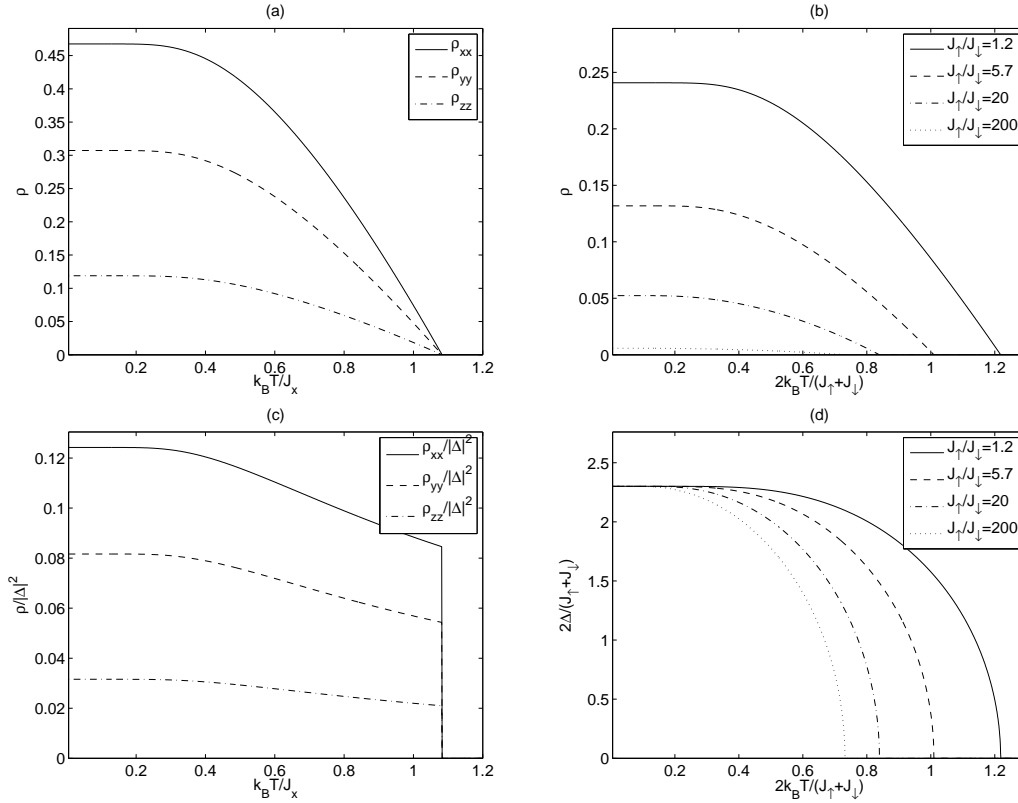 (a)
0.45
0.4
0.35
0.3
0.25
0.2
0.15
0.1
0.05
0
ρ
0.2 0.4 0.6 0.8 1 1.2
k_BT/J_x
ρ_xx
ρ_yy
ρ_zz
(b)
0.25
0.2
0.15
0.1
0.05
0
ρ
0.2 0.4 0.6 0.8 1 1.2
2k_BT/(J_↑+J_↓)
J_↑/J_↓=1.2
J_↑/J_↓=5.7
J_↑/J_↓=20
J_↑/J_↓=200
(c)
0.12
0.1
0.08
0.06
0.04
0.02
0
ρ/|Δ|²
0.2 0.4 0.6 0.8 1 1.2
k_BT/J_x
ρ_xx/|Δ|²
ρ_yy/|Δ|²
ρ_zz/|Δ|²
(d)
2.5
2
1.5
1
0.5
0
2Δ/(J_↑+J_↓)
0.2 0.4 0.6 0.8 1 1.2
2k_BT/(J_↑+J_↓)
J_↑/J_↓=1.2
J_↑/J_↓=5.7
J_↑/J_↓=20
J_↑/J_↓=200